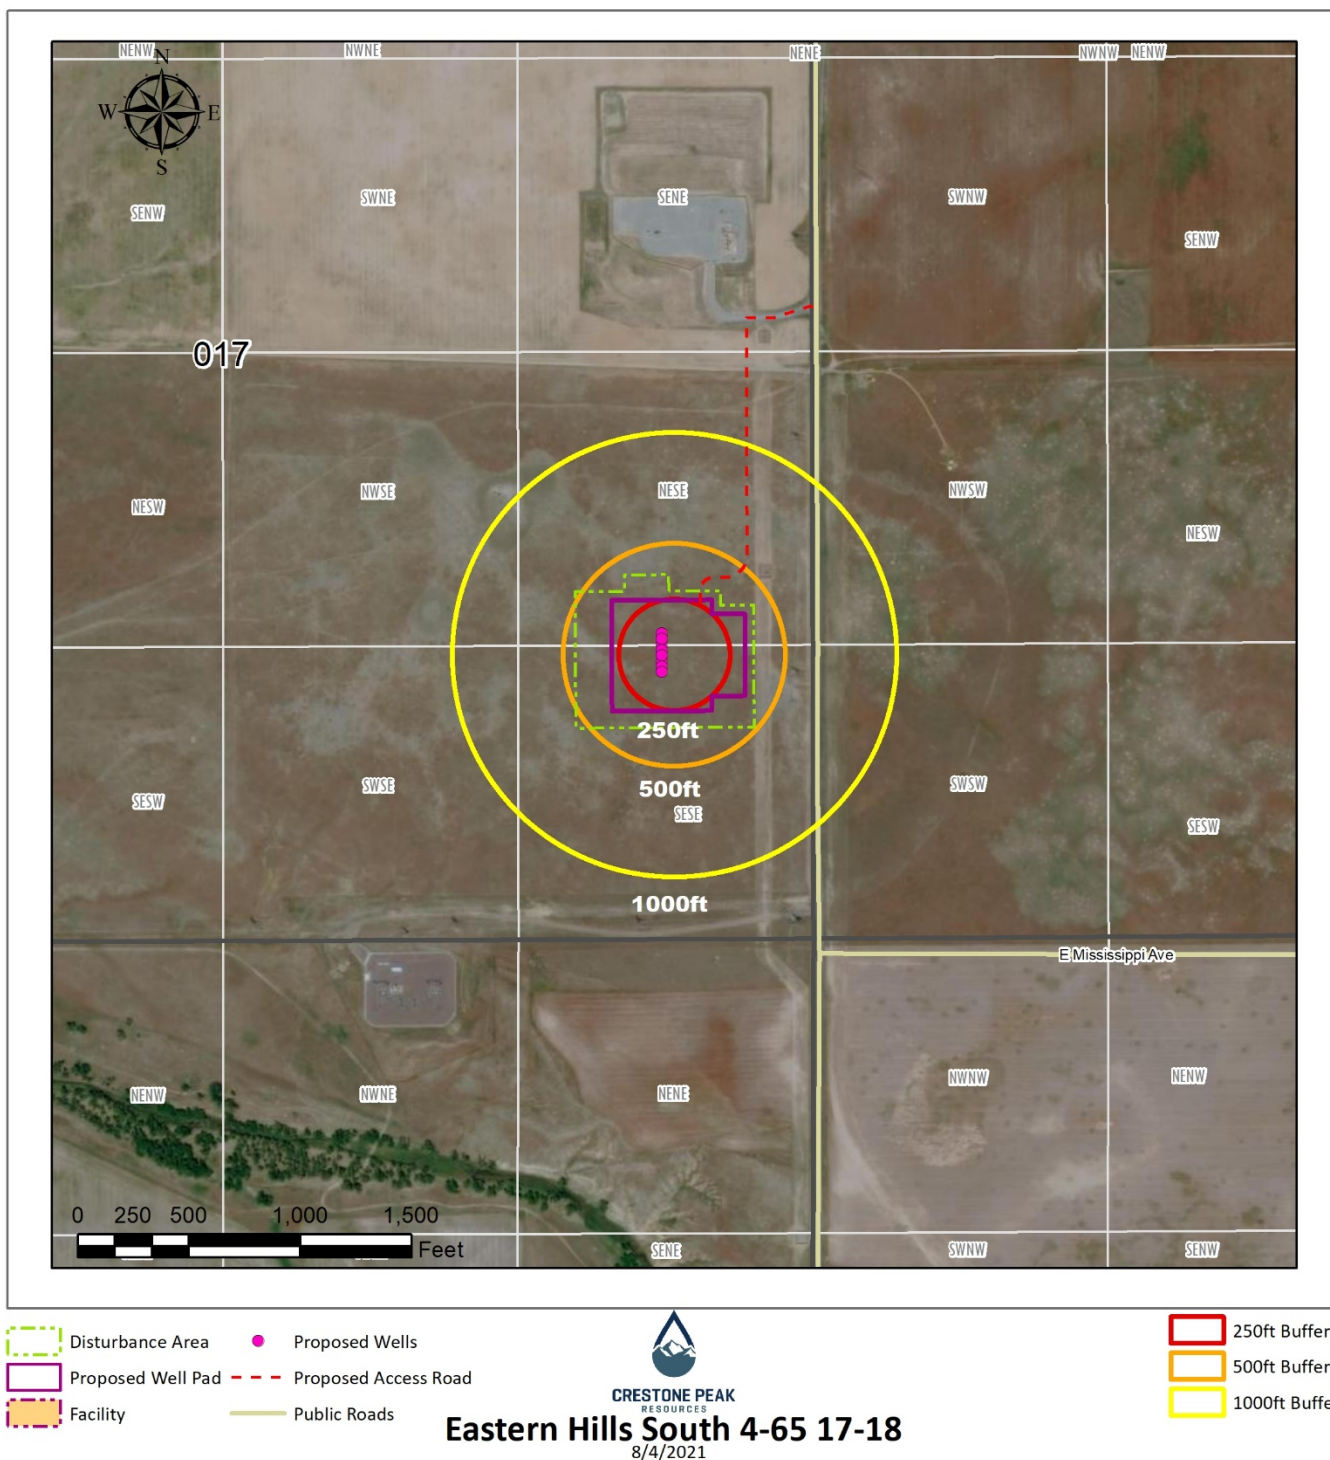 NENW NWNE NENE NWNW NENW
N
W E
S
SENW SWNE SENE SWNW SENW
017
NESW NWSE NESE NWSW NESW
250ft
500ft
SESW SWSE SESE SWSW SESW
1000ft
E Mississippi Ave
NENW NWNE NENE NWNW NENW
0 250 500 1,000 1,500
Feet
SENE SWNW SENW
Disturbance Area Proposed Wells
Proposed Well Pad Proposed Access Road
Facility Public Roads
CRESTONE PEAK
RESOURCES
Eastern Hills South 4-65 17-18
8/4/2021
250ft Buffer
500ft Buffer
1000ft Buffe